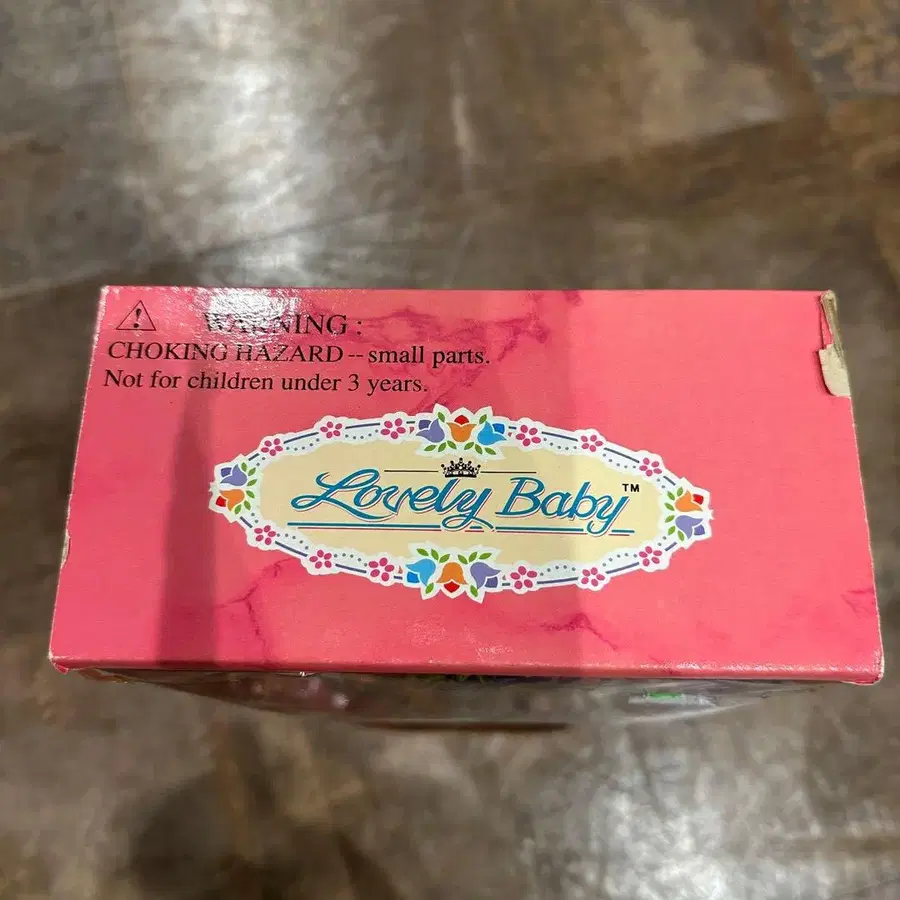 WARNING :
CHOKING HAZARD -- small parts.
Not for children under 3 years.
Lovely Baby™